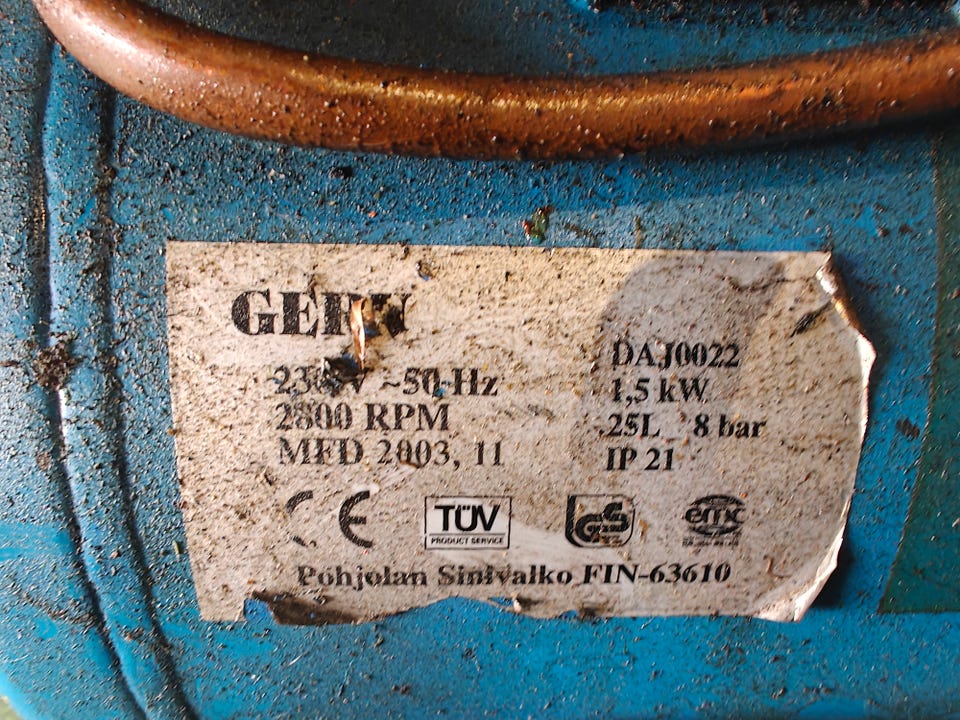 DAJ0022
~50 Hz
1,5 kW
2800 RPM
25L 8 bar
MFD 2003, 11
IP 21
CE
TÜV
PRODUCT SERVICE
GS
emc
Pohjolan Sinivalko FIN-63610